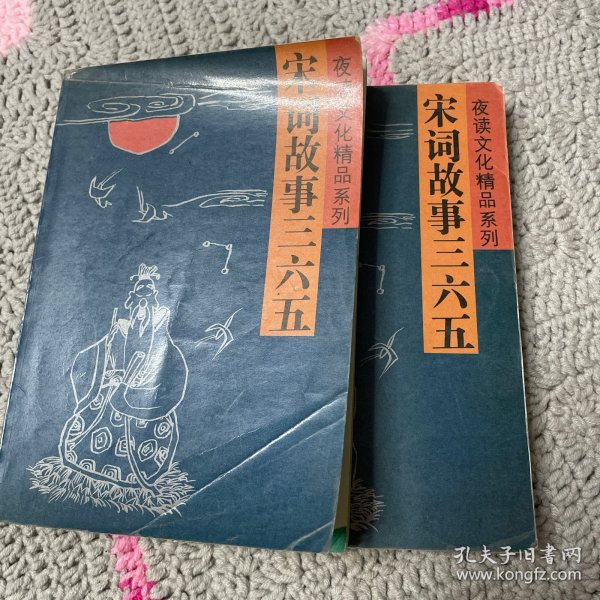 宋词故事三六五
夜
文化精品系列
宋词故事三六五
夜读文化精品系列
孔夫子旧书网
www.kongfz.com